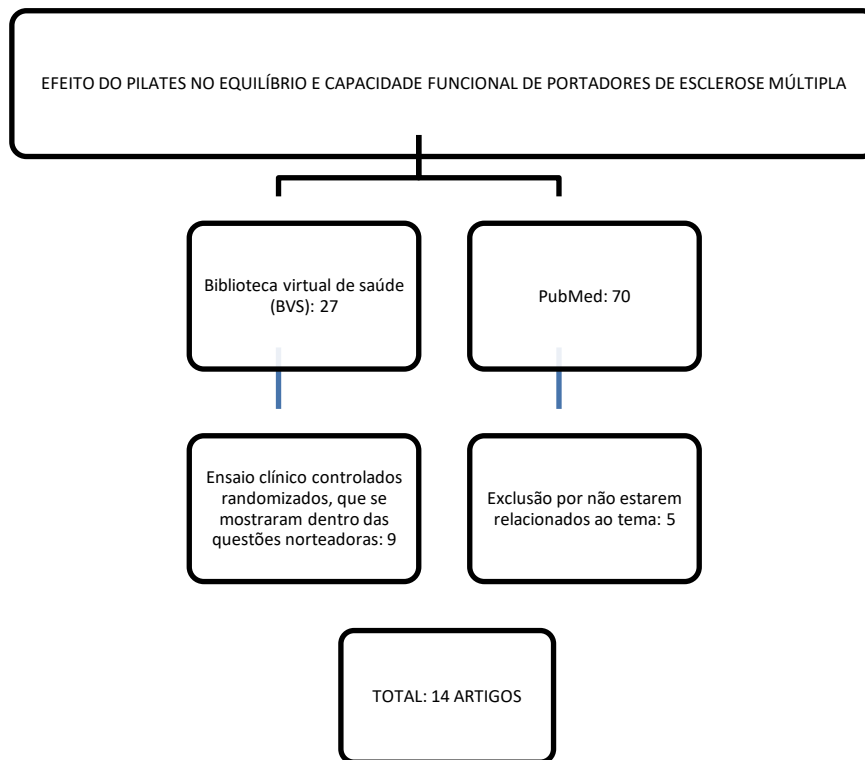 EFEITO DO PILATES NO EQUILÍBRIO E CAPACIDADE FUNCIONAL DE PORTADORES DE ESCLEROSE MÚLTIPLA
Biblioteca virtual de saúde
(BVS): 27
PubMed: 70
Ensaio clínico controlados
randomizados, que se
mostraram dentro das
questões norteadoras: 9
Exclusão por não estarem
relacionados ao tema: 5
TOTAL: 14 ARTIGOS